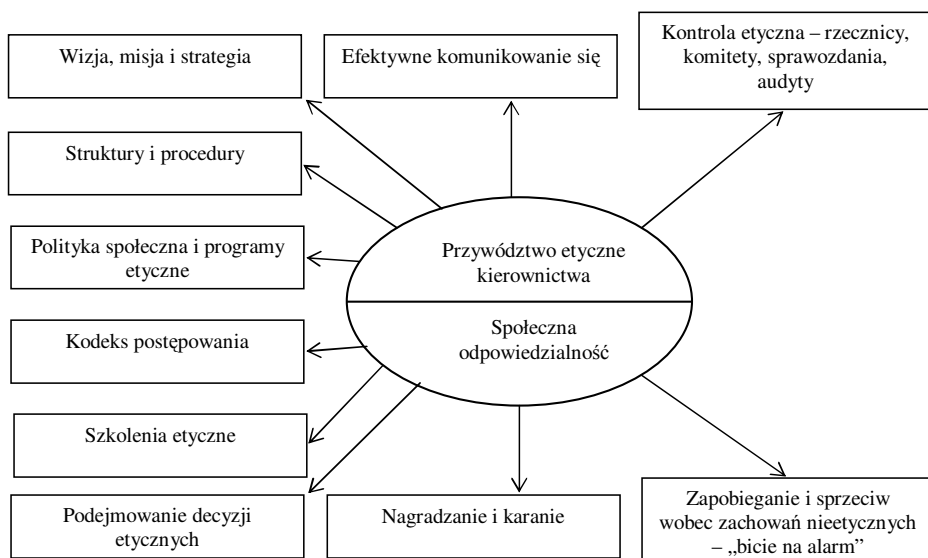 Wizja, misja i strategia
Efektywne komunikowanie się
Kontrola etyczna – rzecznicy,
komitety, sprawozdania,
audyty
Struktury i procedury
Polityka społeczna i programy
etyczne
Przywództwo etyczne
kierownictwa
Kodeks postępowania
Społeczna
odpowiedzialność
Szkolenia etyczne
Podejmowanie decyzji
etycznych
Nagradzanie i karanie
Zapobieganie i sprzeciw
wobec zachowań nieetycznych
– „bicie na alarm”